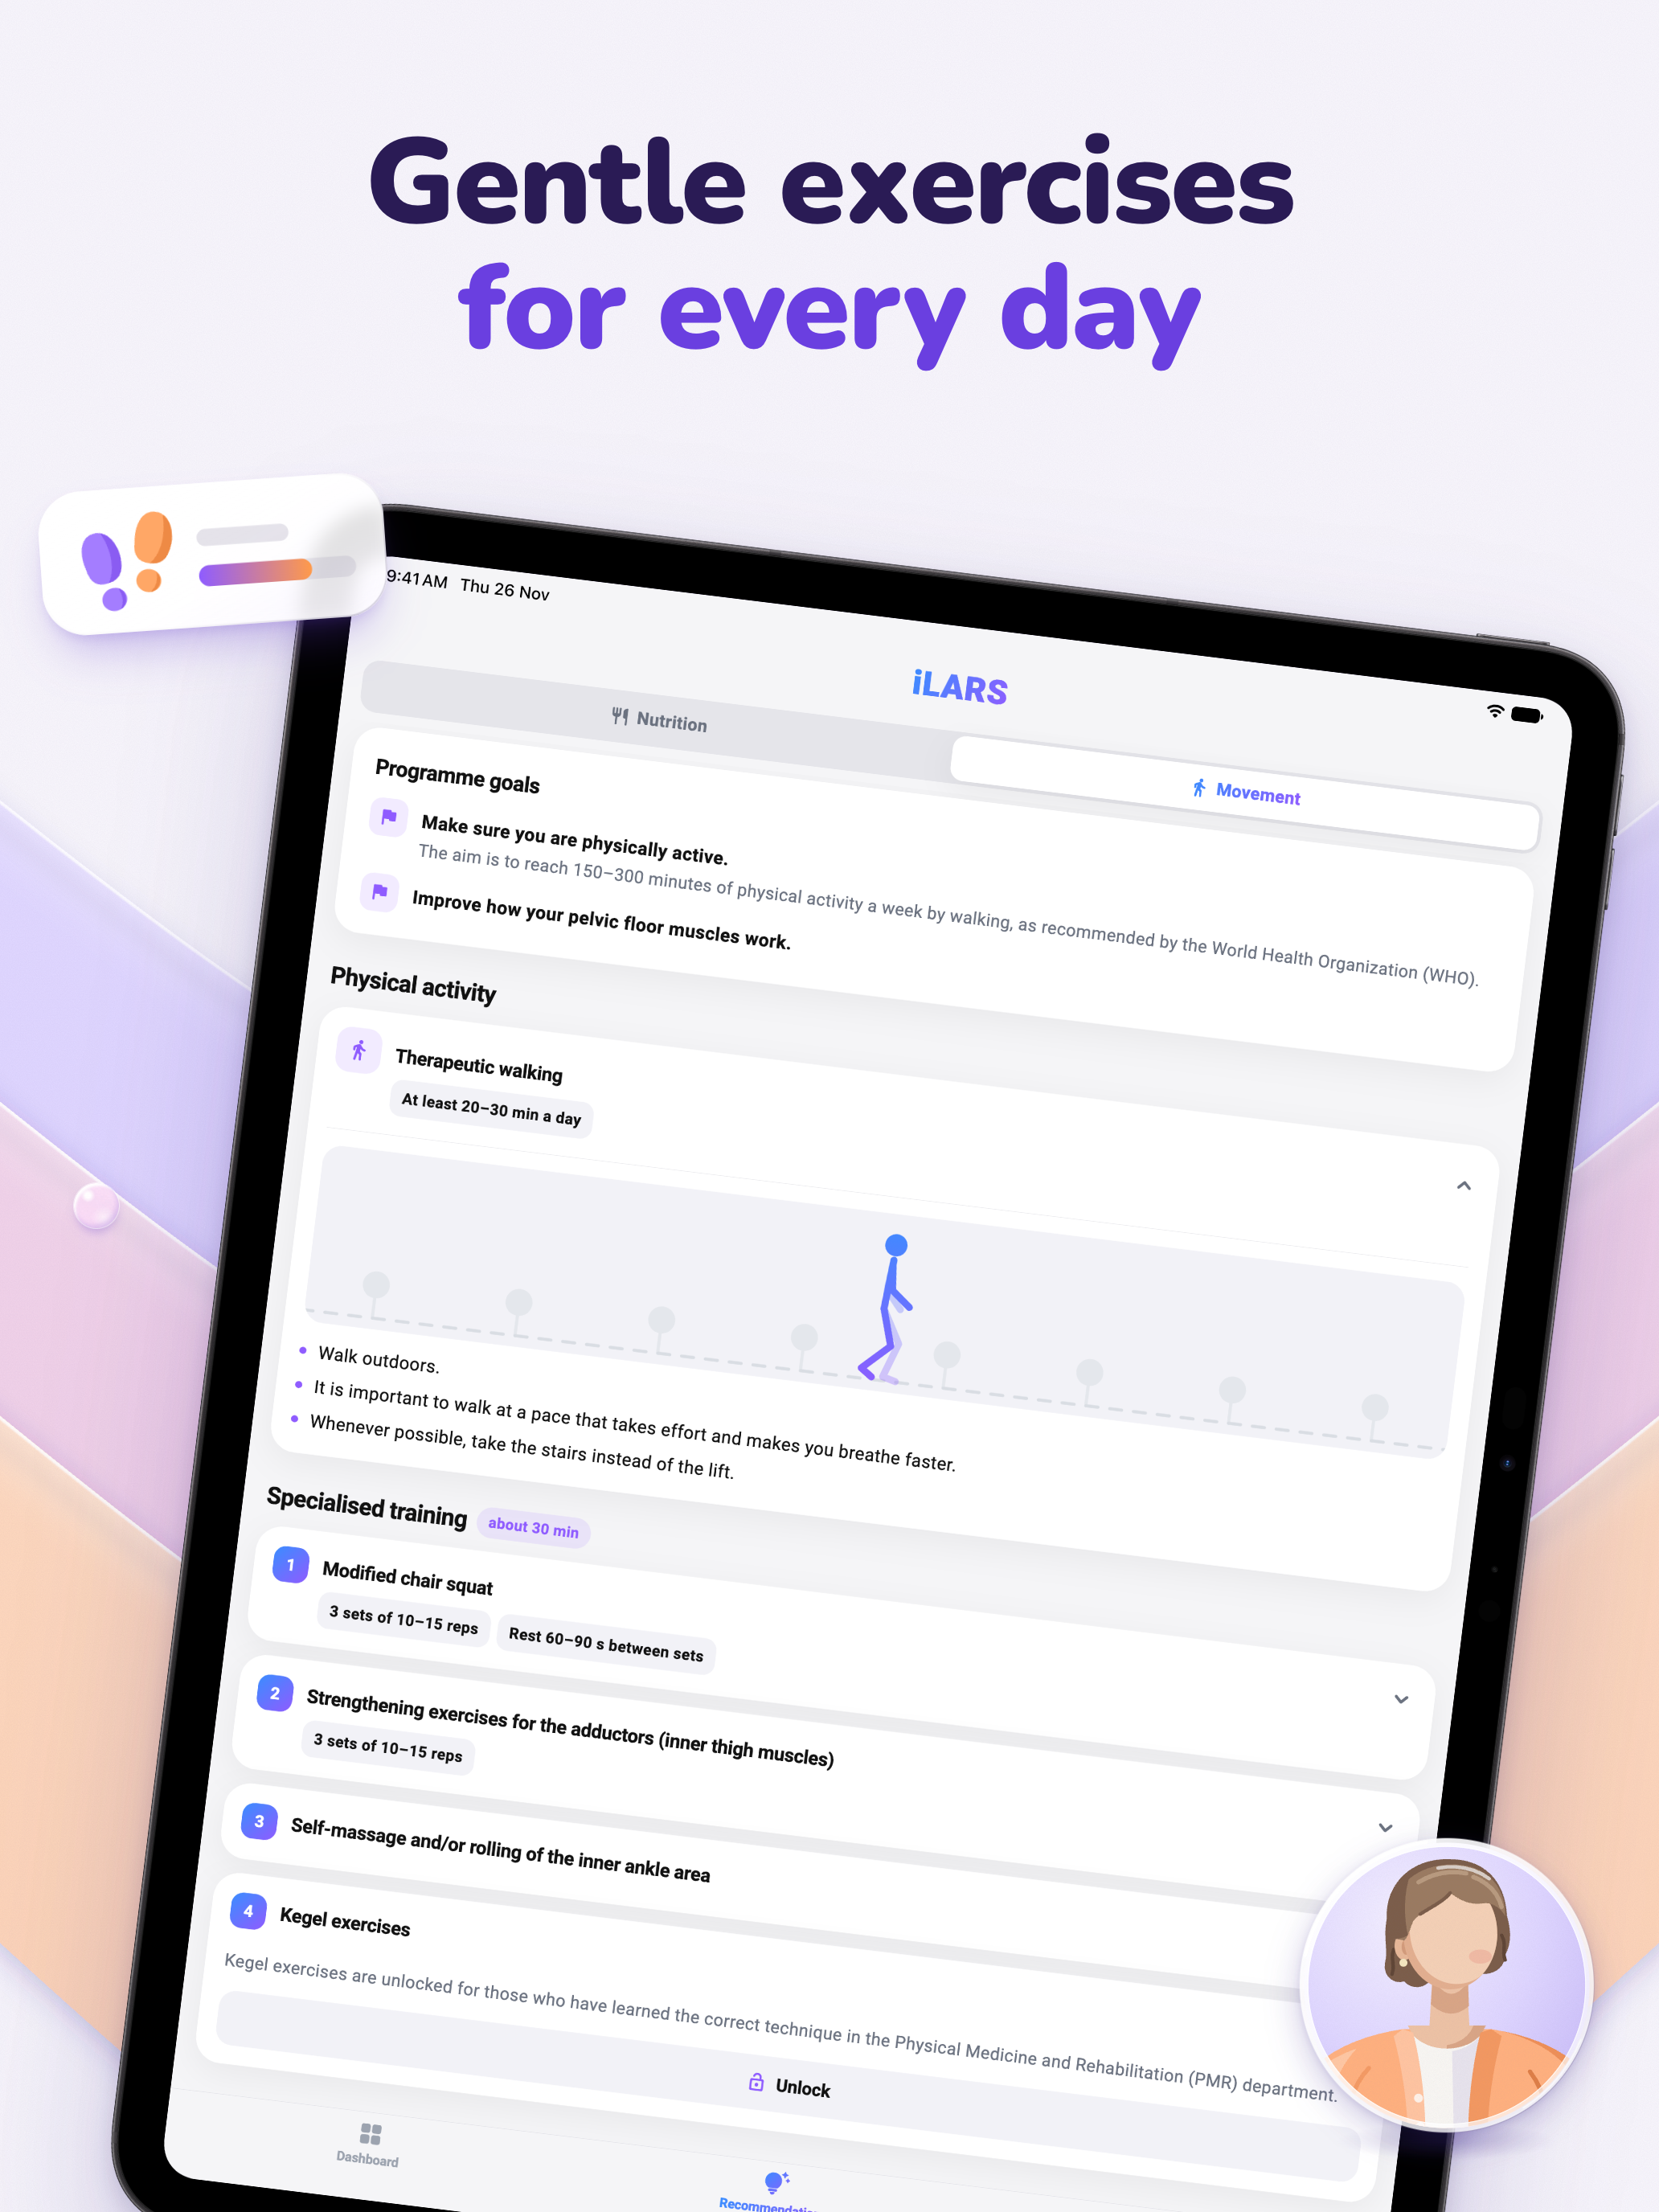 Gentle exercises
for every day
9:41 AM Thu 26 Nov
iLARS
Nutrition
Movement
Programme goals
Make sure you are physically active.
The aim is to reach 150–300 minutes of physical activity a week by walking, as recommended by the World Health Organization (WHO).
Improve how your pelvic floor muscles work.
Physical activity
Therapeutic walking
At least 20–30 min a day
Walk outdoors.
It is important to walk at a pace that takes effort and makes you breathe faster.
Whenever possible, take the stairs instead of the lift.
Specialised training about 30 min
1 Modified chair squat
3 sets of 10–15 reps Rest 60–90 s between sets
2 Strengthening exercises for the adductors (inner thigh muscles)
3 sets of 10–15 reps
3 Self-massage and/or rolling of the inner ankle area
4 Kegel exercises
Kegel exercises are unlocked for those who have learned the correct technique in the Physical Medicine and Rehabilitation (PMR) department.
Unlock
Dashboard